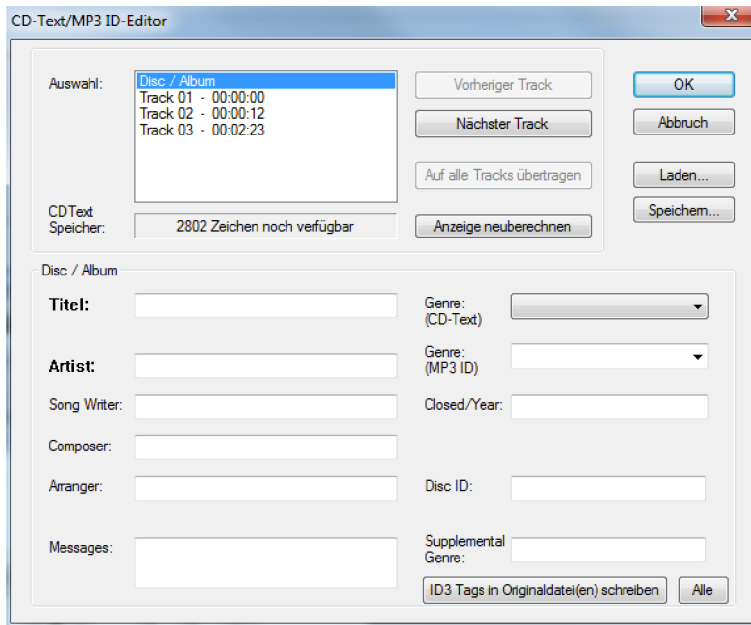 CD-Text/MP3 ID-Editor
Auswahl:
Disc / Album
Track 01 - 00:00:00
Track 02 - 00:00:12
Track 03 - 00:02:23
Vorheriger Track
Nächster Track
Auf alle Tracks übertragen
Anzeige neuberechnen
OK
Abbruch
Laden...
Speichern...
CDText
Speicher:
2802 Zeichen noch verfügbar
Disc / Album
Titel:
Genre:
(CD-Text)
Artist:
Genre:
(MP3 ID)
Song Writer:
Closed/Year:
Composer:
Arranger:
Disc ID:
Messages:
Supplemental
Genre:
ID3 Tags in Originaldatei(en) schreiben
Alle